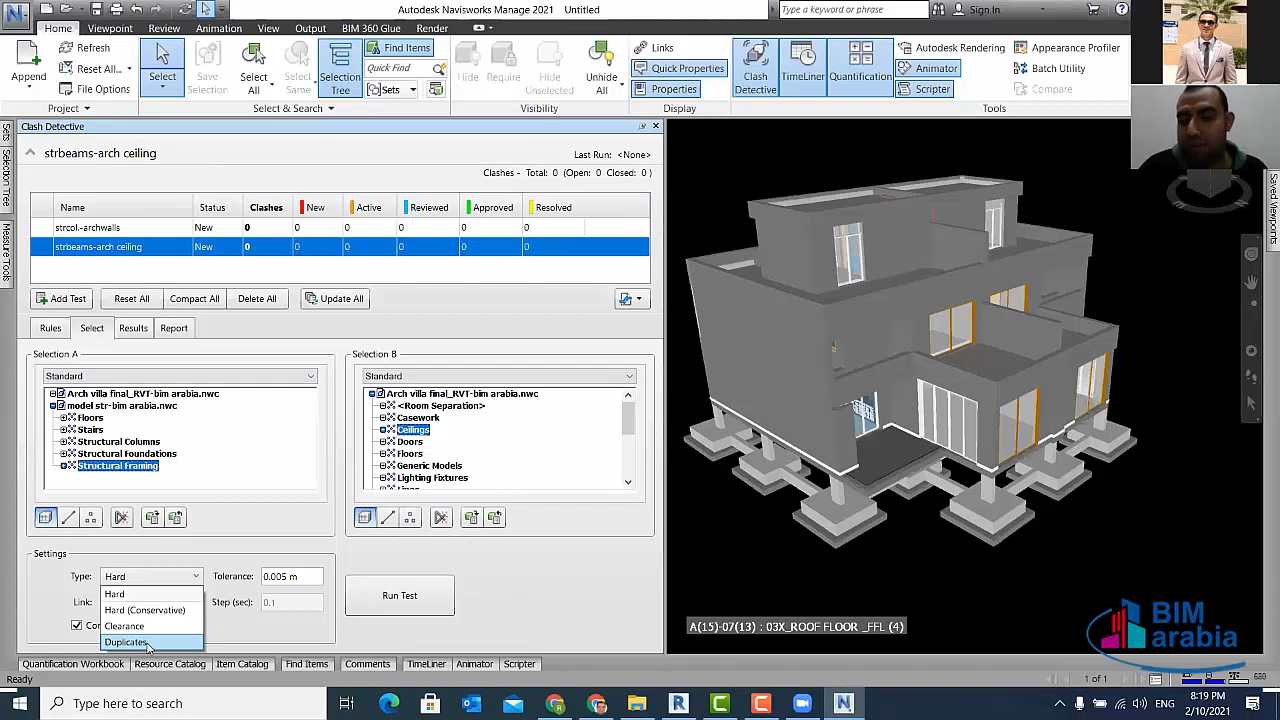 Autodesk Navisworks Manage 2021 Untitled
Type a keyword or phrase
Sign In
Home Viewpoint Review Animation View Output BIM 360 Glue Render
Append
Refresh
Reset All...
File Options
Project
Select
Save Selection
Select All
Select Same
Selection Tree
Find Items
Quick Find
Sets
Select & Search
Hide
Require
Hide Unselected
Unhide All
Visibility
Links
Quick Properties
Properties
Display
Clash Detective
TimeLiner
Quantification
Autodesk Rendering
Animator
Scripter
Appearance Profiler
Batch Utility
Compare
Tools
Sets
Selection Tree
Measure Tools
Clash Detective
strbeams-arch ceiling
Last Run: <None>
Clashes - Total: 0 (Open: 0 Closed: 0 )
Name Status Clashes New Active Reviewed Approved Resolved
strcol.-archwalls New 0 0 0 0 0 0
strbeams-arch ceiling New 0 0 0 0 0 0
Add Test Reset All Compact All Delete All Update All
Rules Select Results Report
Selection A
Standard
Arch villa final_RVT-bim arabia.nwc
model str-bim arabia.nwc
Floors
Stairs
Structural Columns
Structural Foundations
Structural Framing
Selection B
Standard
Arch villa final_RVT-bim arabia.nwc
<Room Separation>
Casework
Ceilings
Doors
Floors
Generic Models
Lighting Fixtures
Settings
Type: Hard
Tolerance: 0.005 m
Link:
Step (sec): 0.1
Hard
Hard (Conservative)
Clearance
Duplicates
Run Test
A(15)-07(13) : 03X_ROOF FLOOR _FFL (4)
Saved Viewpoints
BIM
arabia
Quantification Workbook Resource Catalog Item Catalog Find Items Comments TimeLiner Animator Scripter
Ready
1 of 1
680
Type here to search
ENG
8:19 PM
2/10/2021